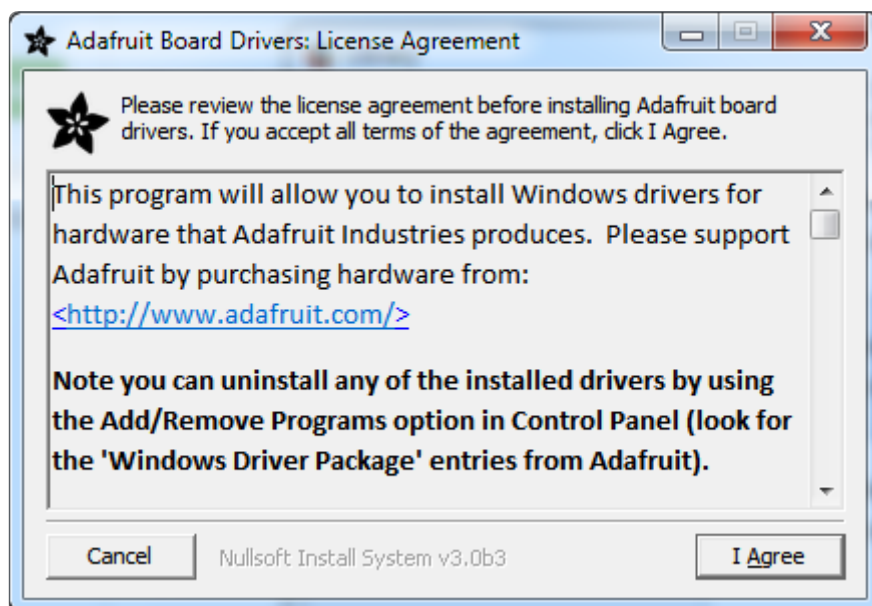 Adafruit Board Drivers: License Agreement
Please review the license agreement before installing Adafruit board
drivers. If you accept all terms of the agreement, click I Agree.
This program will allow you to install Windows drivers for
hardware that Adafruit Industries produces.  Please support
Adafruit by purchasing hardware from:
<http://www.adafruit.com/>
Note you can uninstall any of the installed drivers by using
the Add/Remove Programs option in Control Panel (look for
the 'Windows Driver Package' entries from Adafruit).
Cancel
Nullsoft Install System v3.0b3
I Agree